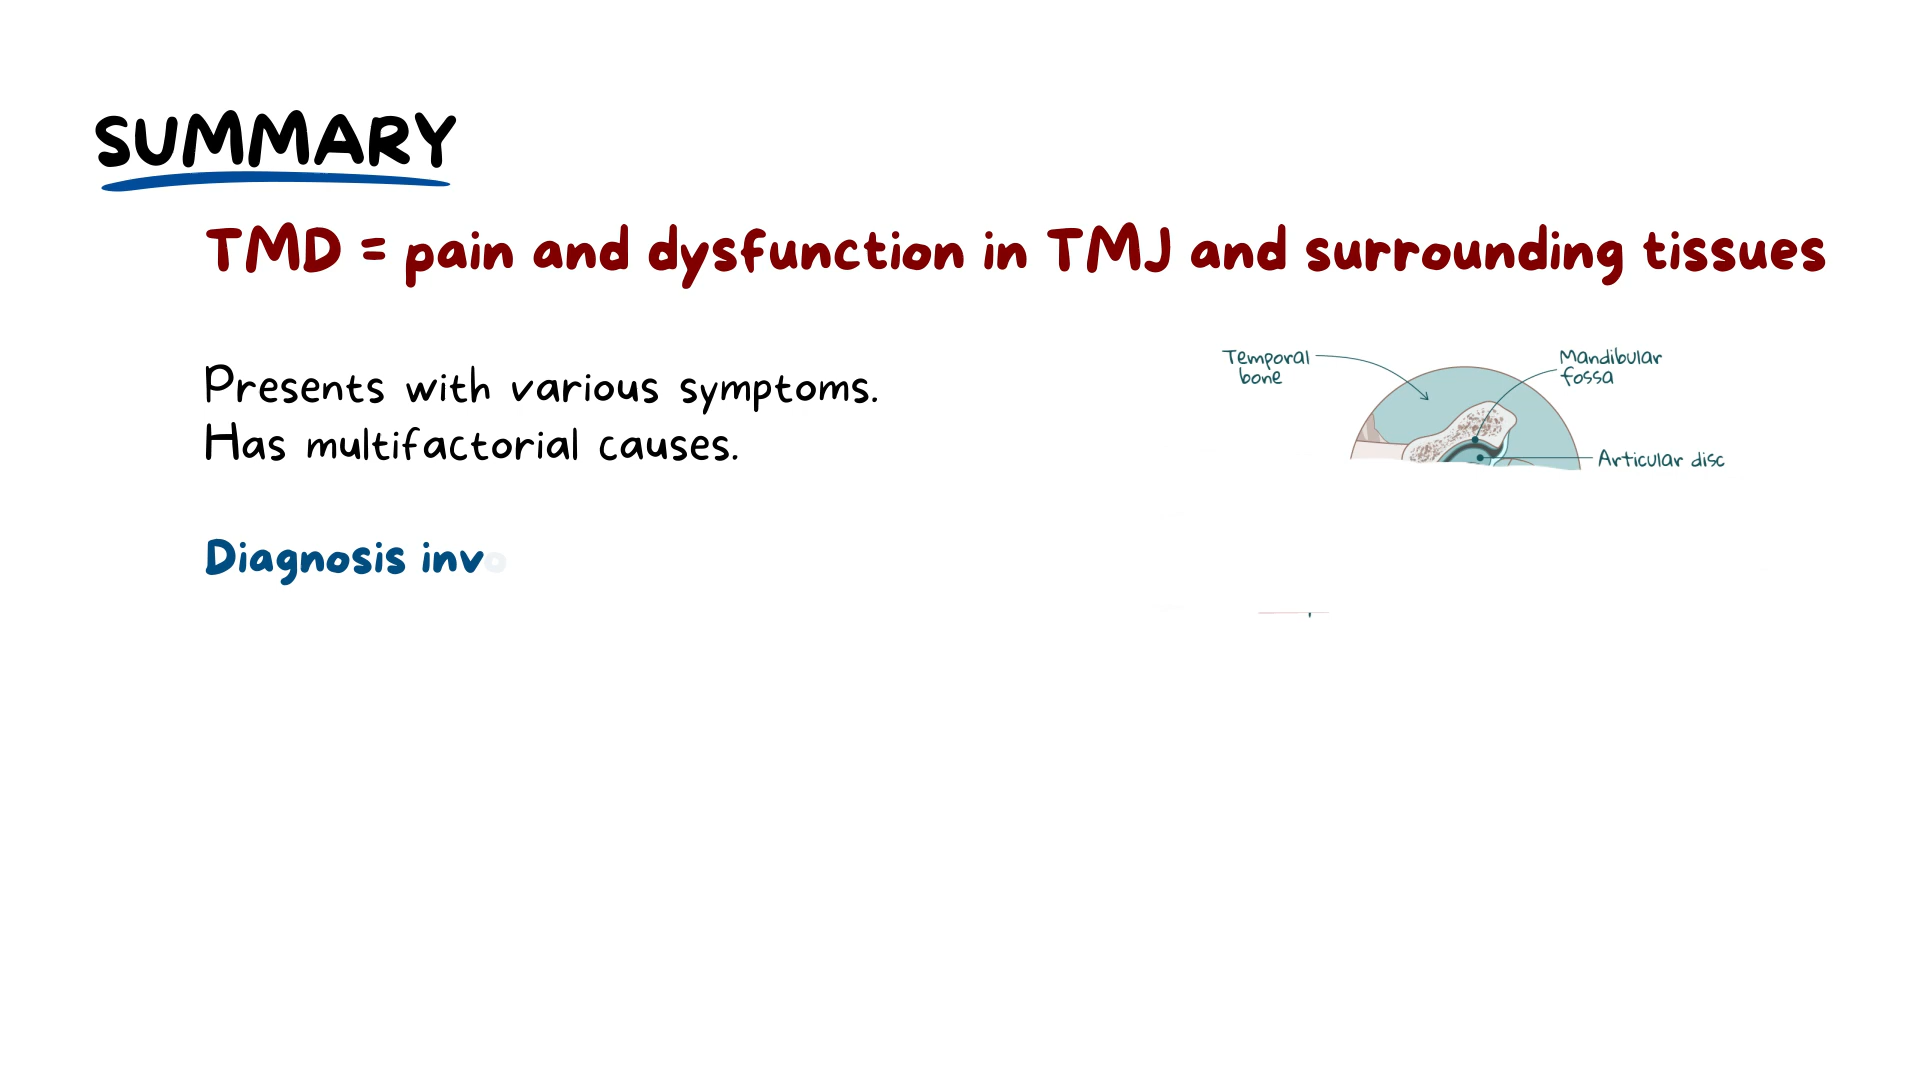 SUMMARY
TMD = pain and dysfunction in TMJ and surrounding tissues
Presents with various symptoms.
Has multifactorial causes.
Diagnosis invo
Temporal
bone
Mandibular
fossa
Articular disc